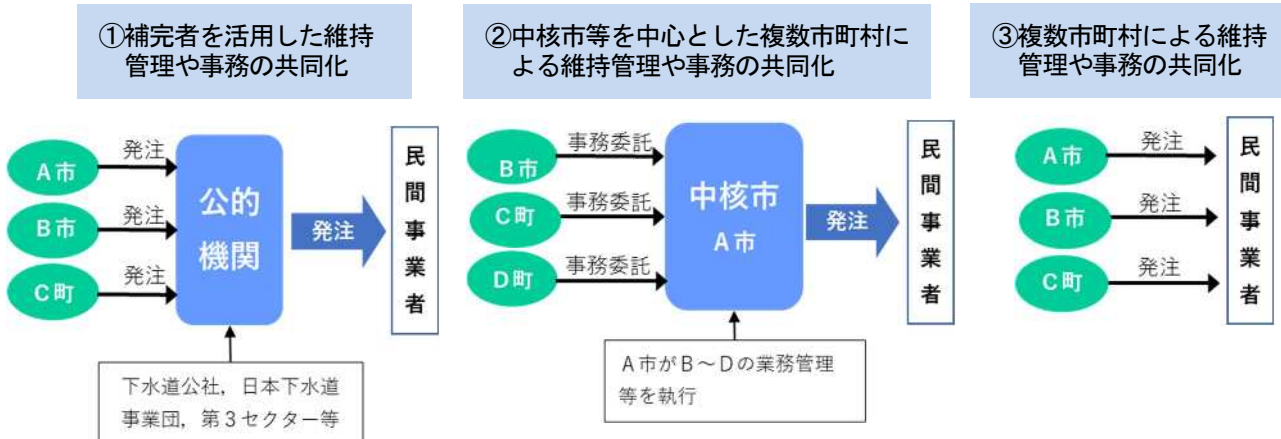 ①補完者を活用した維持
管理や事務の共同化
A市
B市
C町
発注
発注
発注
公的
機関
発注
民間事業者
下水道公社，日本下水道
事業団，第３セクター等
②中核市等を中心とした複数市町村に
よる維持管理や事務の共同化
B市
C町
D町
事務委託
事務委託
事務委託
中核市
A市
発注
民間事業者
A市がB～Dの業務管理
等を執行
③複数市町村による維持
管理や事務の共同化
A市
B市
C町
発注
発注
発注
民間事業者